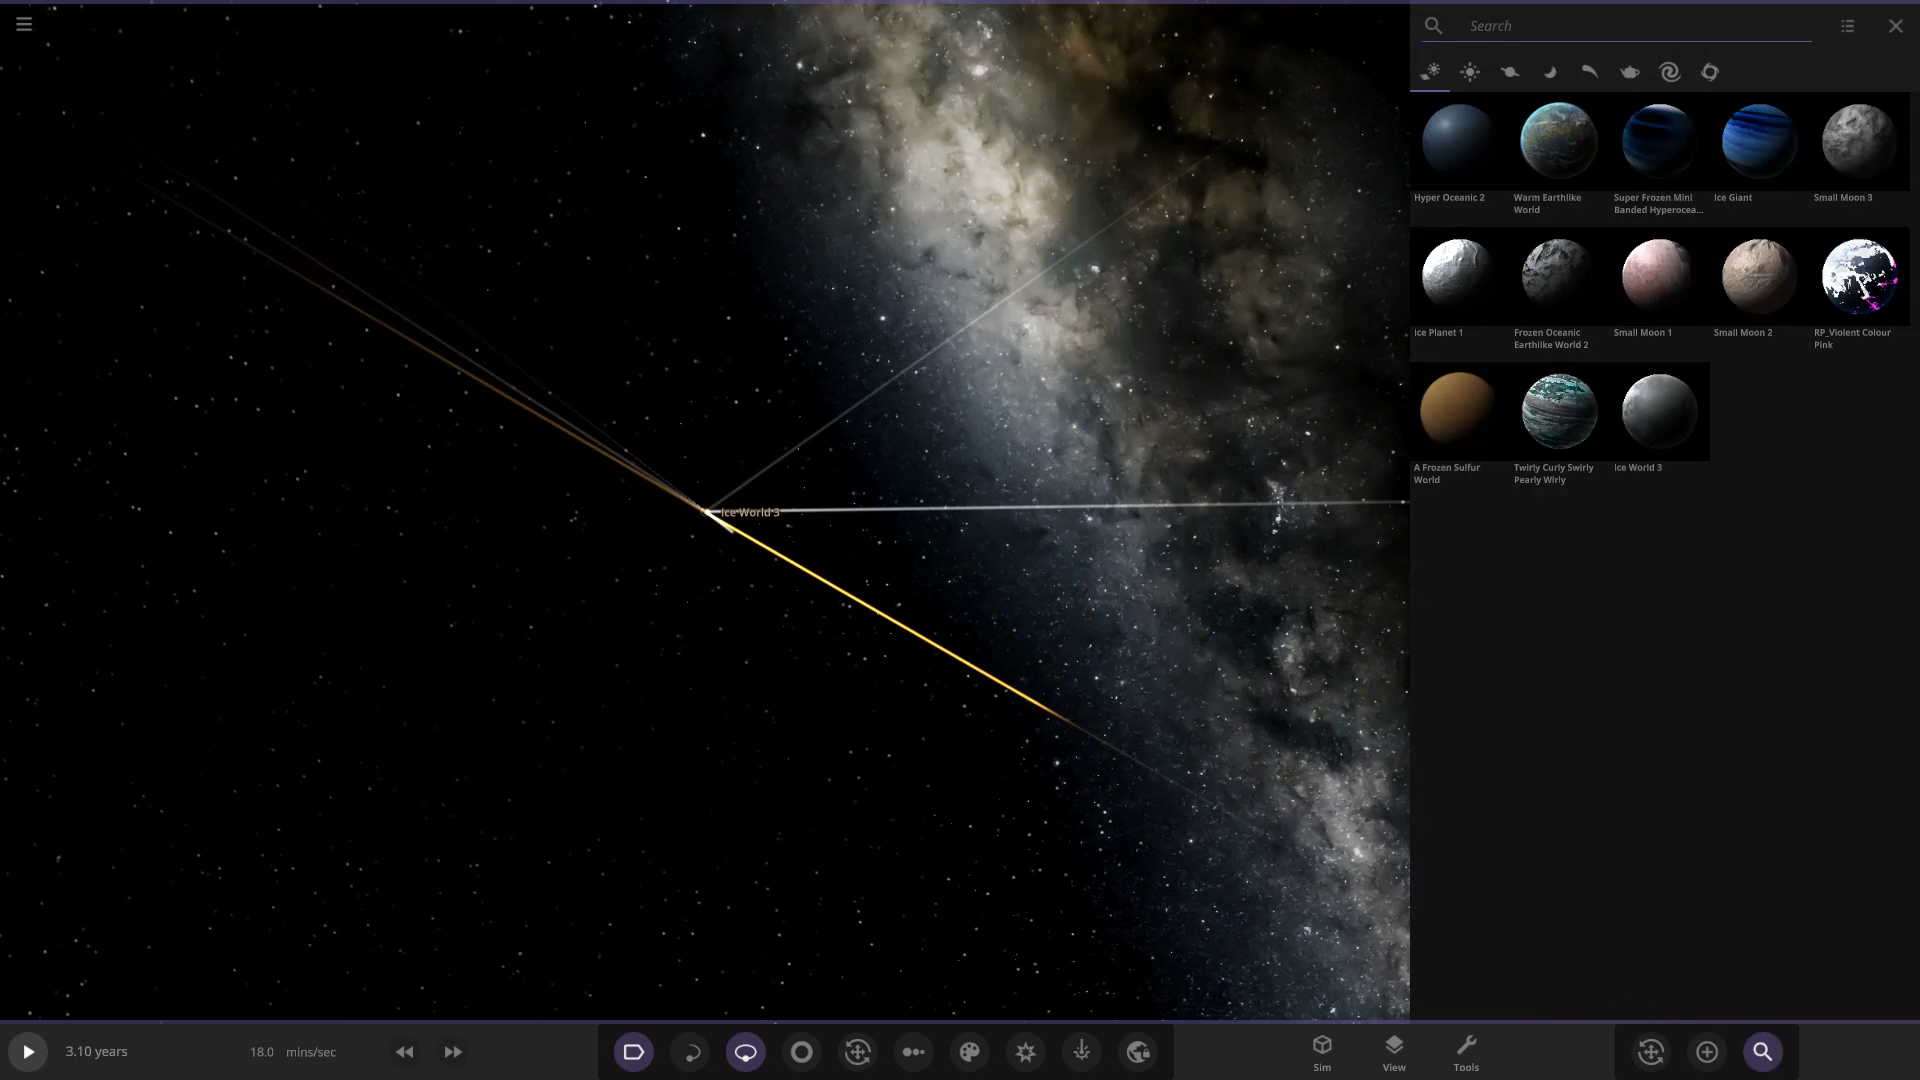 Search
Hyper Oceanic 2
Warm Earthlike
World
Super Frozen Mini
Banded Hyperocea...
Ice Giant
Small Moon 3
Ice Planet 1
Frozen Oceanic
Earthlike World 2
Small Moon 1
Small Moon 2
RP_Violent Colour
Pink
A Frozen Sulfur
World
Twirly Curly Swirly
Pearly Wirly
Ice World 3
Ice World 3
3.10 years
18.0 mins/sec
Sim
View
Tools